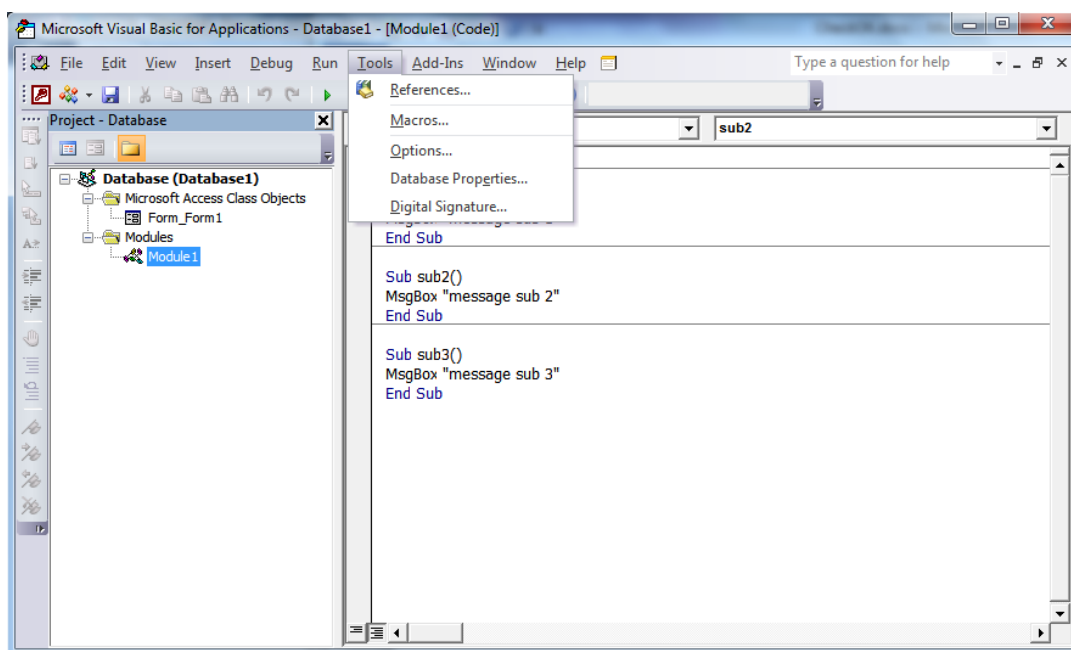 Microsoft Visual Basic for Applications - Database1 - [Module1 (Code)]
File Edit View Insert Debug Run Tools Add-Ins Window Help Type a question for help
References...
Macros...
Options...
Database Properties...
Digital Signature...
Project - Database
Database (Database1)
Microsoft Access Class Objects
Form_Form1
Modules
Module1
sub2
End Sub
Sub sub2()
MsgBox "message sub 2"
End Sub
Sub sub3()
MsgBox "message sub 3"
End Sub